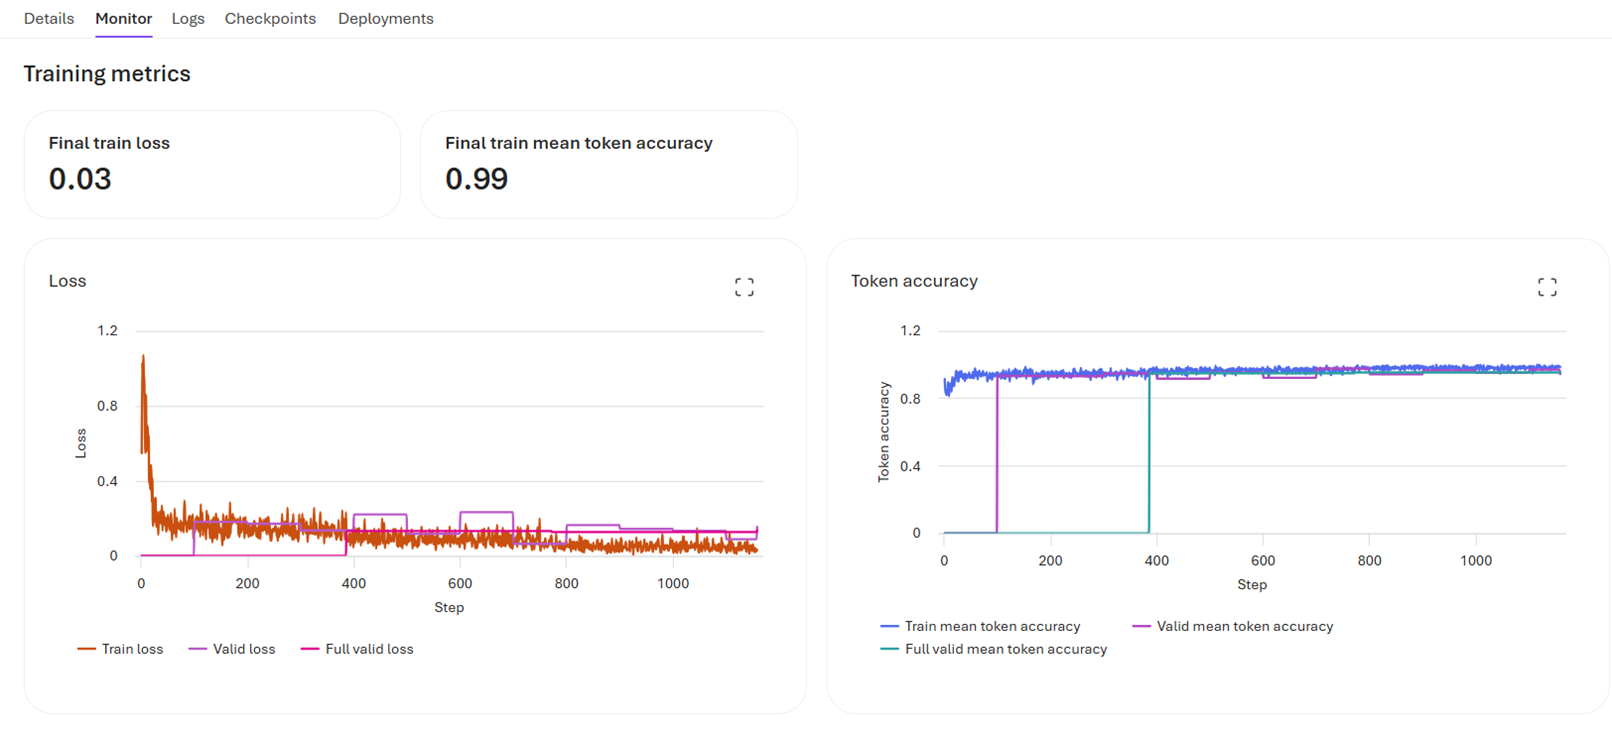 Details Monitor Logs Checkpoints Deployments
Training metrics
Final train loss
0.03
Final train mean token accuracy
0.99
Loss
1.2
0.8
0.4
0
Loss
0 200 400 600 800 1000
Step
Train loss Valid loss Full valid loss
Token accuracy
1.2
0.8
0.4
0
Token accuracy
0 200 400 600 800 1000
Step
Train mean token accuracy Valid mean token accuracy
Full valid mean token accuracy